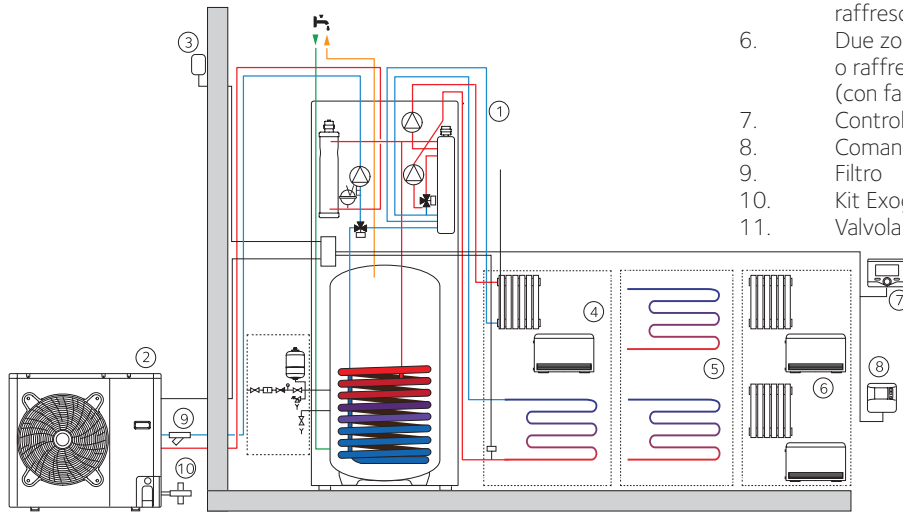 raffresc
6. Due zo
o raffre
(con fa
7. Control
8. Coman
9. Filtro
10. Kit Exog
11. Valvola
3
1
4
7
5
2
6
8
9
10